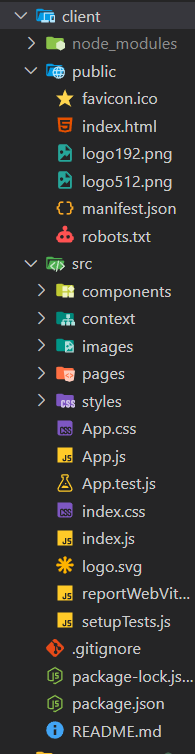 client
node_modules
public
favicon.ico
index.html
logo192.png
logo512.png
manifest.json
robots.txt
src
components
context
images
pages
styles
App.css
App.js
App.test.js
index.css
index.js
logo.svg
reportWebVit...
setupTests.js
.gitignore
package-lock.js...
package.json
README.md